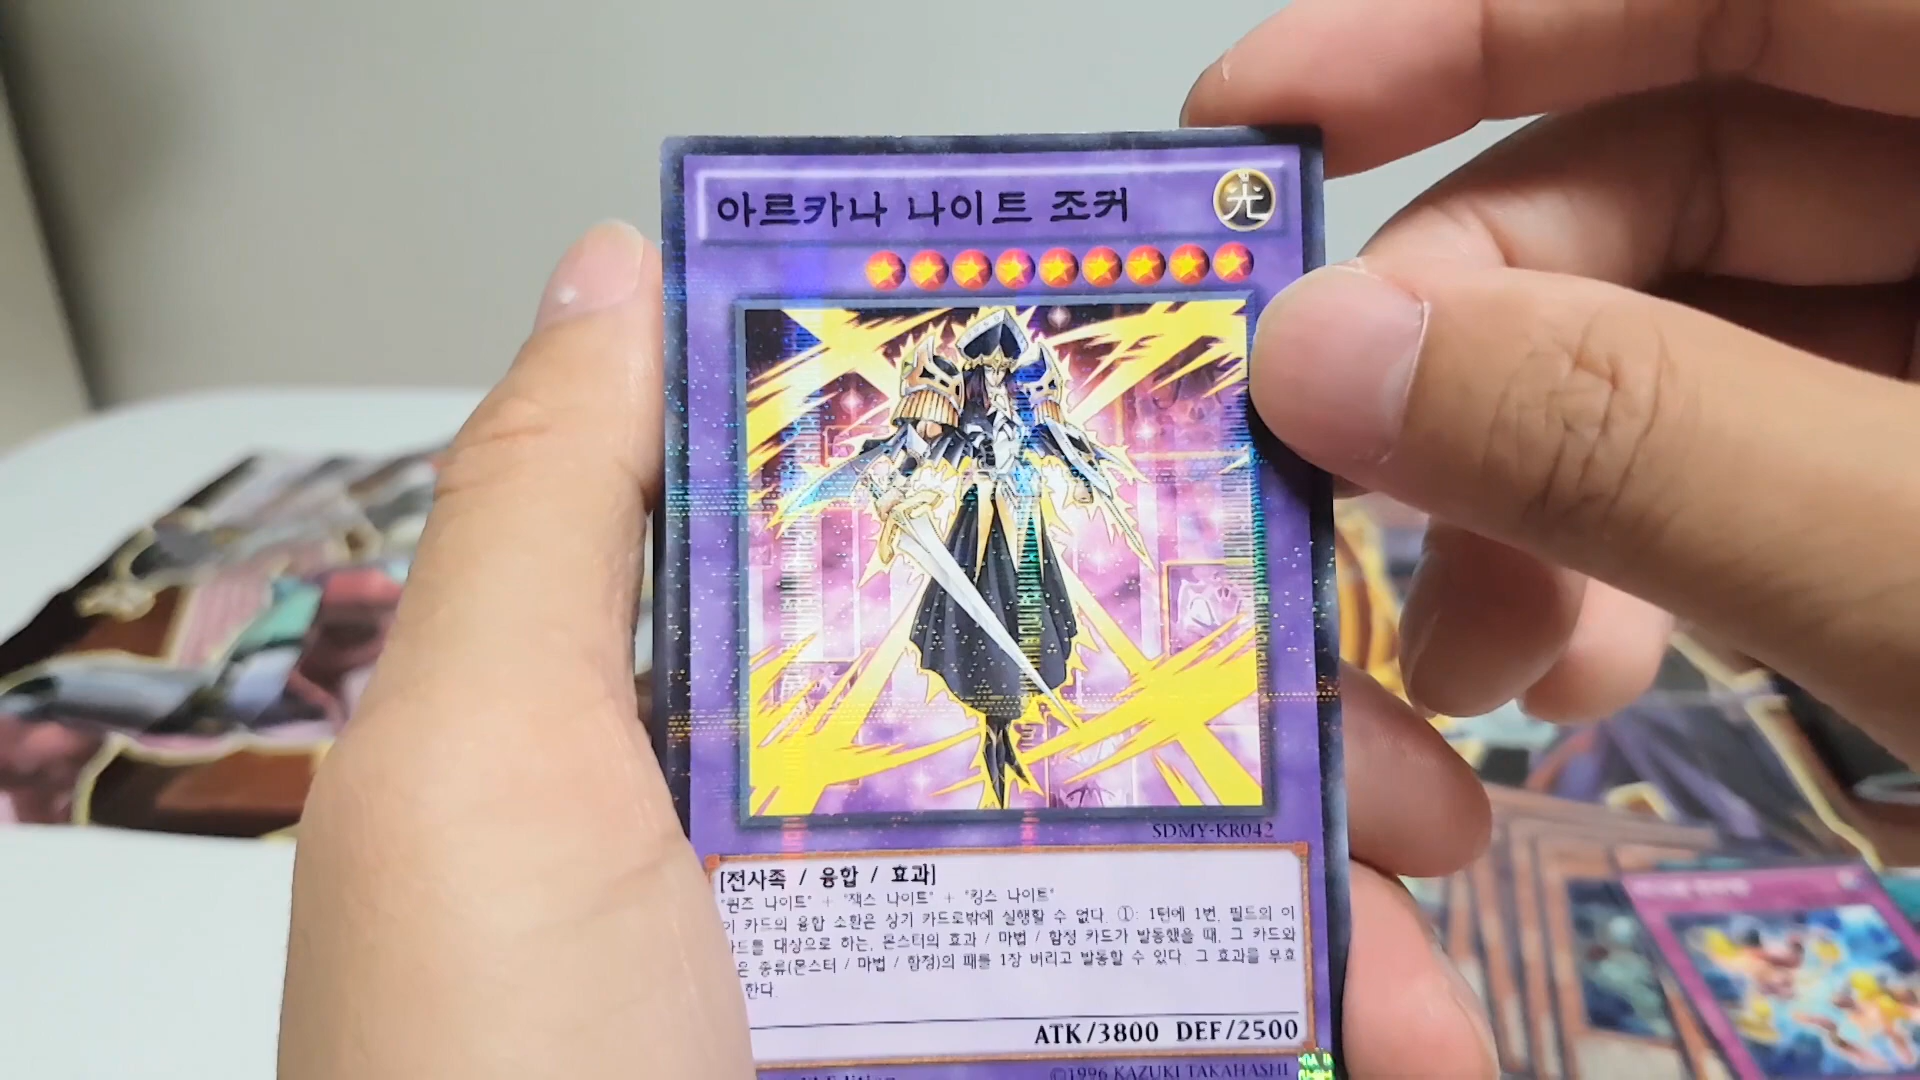 아르카나 나이트 조커
光
SDMY-KR042
[전사족 / 융합 / 효과]
"퀸즈 나이트" + "잭스 나이트" + "킹스 나이트"
이 카드의 융합 소환은 상기 카드로밖에 실행할 수 없다. ①: 1턴에 1번, 필드의 이
드를 대상으로 하는, 몬스터의 효과 / 마법 / 함정 카드가 발동했을 때, 그 카드와
은 종류(몬스터 / 마법 / 함정)의 패를 1장 버리고 발동할 수 있다. 그 효과를 무효
한다.
ATK/3800 DEF/2500
Edition
©1996 KAZUKI TAKAHASHI